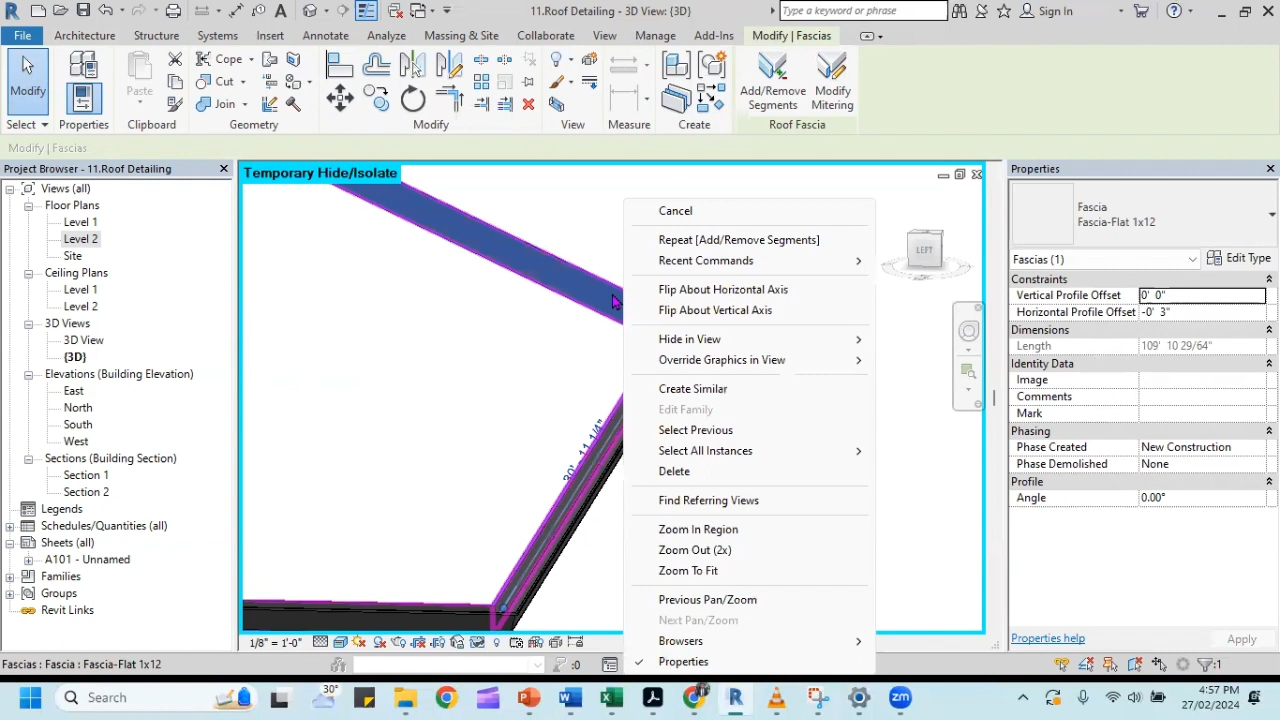 11.Roof Detailing - 3D View: {3D}
Type a keyword or phrase
Sign In
File Architecture Structure Systems Insert Annotate Analyze Massing & Site Collaborate View Manage Add-Ins Modify | Fascias
Modify
Paste
Cope
Cut
Join
Add/Remove Segments
Modify Mitering
Select Properties Clipboard Geometry Modify View Measure Create Roof Fascia
Modify | Fascias
Project Browser - 11.Roof Detailing
Views (all)
Floor Plans
Level 1
Level 2
Site
Ceiling Plans
Level 1
Level 2
3D Views
3D View
{3D}
Elevations (Building Elevation)
East
North
South
West
Sections (Building Section)
Section 1
Section 2
Legends
Schedules/Quantities (all)
Sheets (all)
A101 - Unnamed
Families
Groups
Revit Links
Temporary Hide/Isolate
30' - 11 1/4"
LEFT
1/8" = 1'-0"
Cancel
Repeat [Add/Remove Segments]
Recent Commands
Flip About Horizontal Axis
Flip About Vertical Axis
Hide in View
Override Graphics in View
Create Similar
Edit Family
Select Previous
Select All Instances
Delete
Find Referring Views
Zoom In Region
Zoom Out (2x)
Zoom To Fit
Previous Pan/Zoom
Next Pan/Zoom
Browsers
Properties
Properties
Fascia
Fascia-Flat 1x12
Fascias (1)
Edit Type
Constraints
Vertical Profile Offset 0' 0"
Horizontal Profile Offset -0' 3"
Dimensions
Length 109' 10 29/64"
Identity Data
Image
Comments
Mark
Phasing
Phase Created New Construction
Phase Demolished None
Profile
Angle 0.00°
Properties help
Apply
Fascias : Fascia : Fascia-Flat 1x12
:0
:1
Search
30°
zm
4:57 PM
27/02/2024